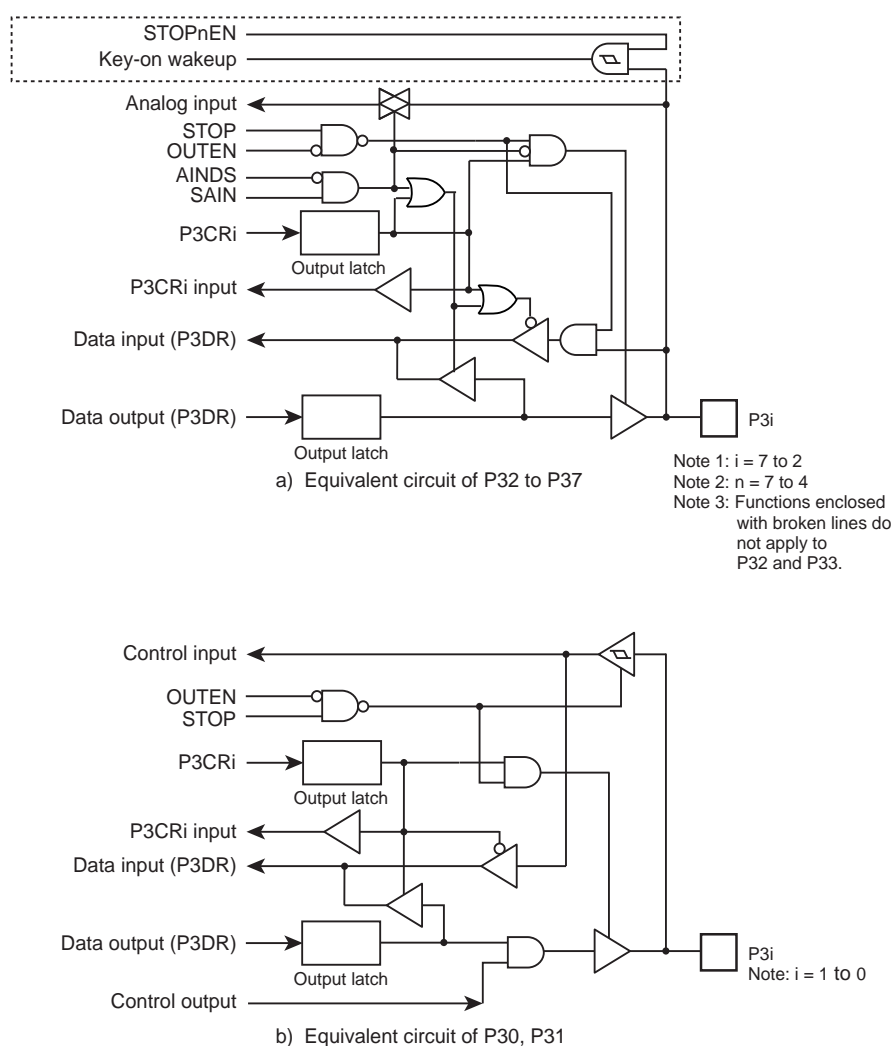 STOPnEN
Key-on wakeup
Analog input
STOP
OUTEN
AINDS
SAIN
P3CRi
Output latch
P3CRi input
Data input (P3DR)
Data output (P3DR)
Output latch
P3i
a) Equivalent circuit of P32 to P37
Note 1: i = 7 to 2
Note 2: n = 7 to 4
Note 3: Functions enclosed
with broken lines do
not apply to
P32 and P33.
Control input
OUTEN
STOP
P3CRi
Output latch
P3CRi input
Data input (P3DR)
Data output (P3DR)
Output latch
P3i
Note: i = 1 to 0
Control output
b) Equivalent circuit of P30, P31